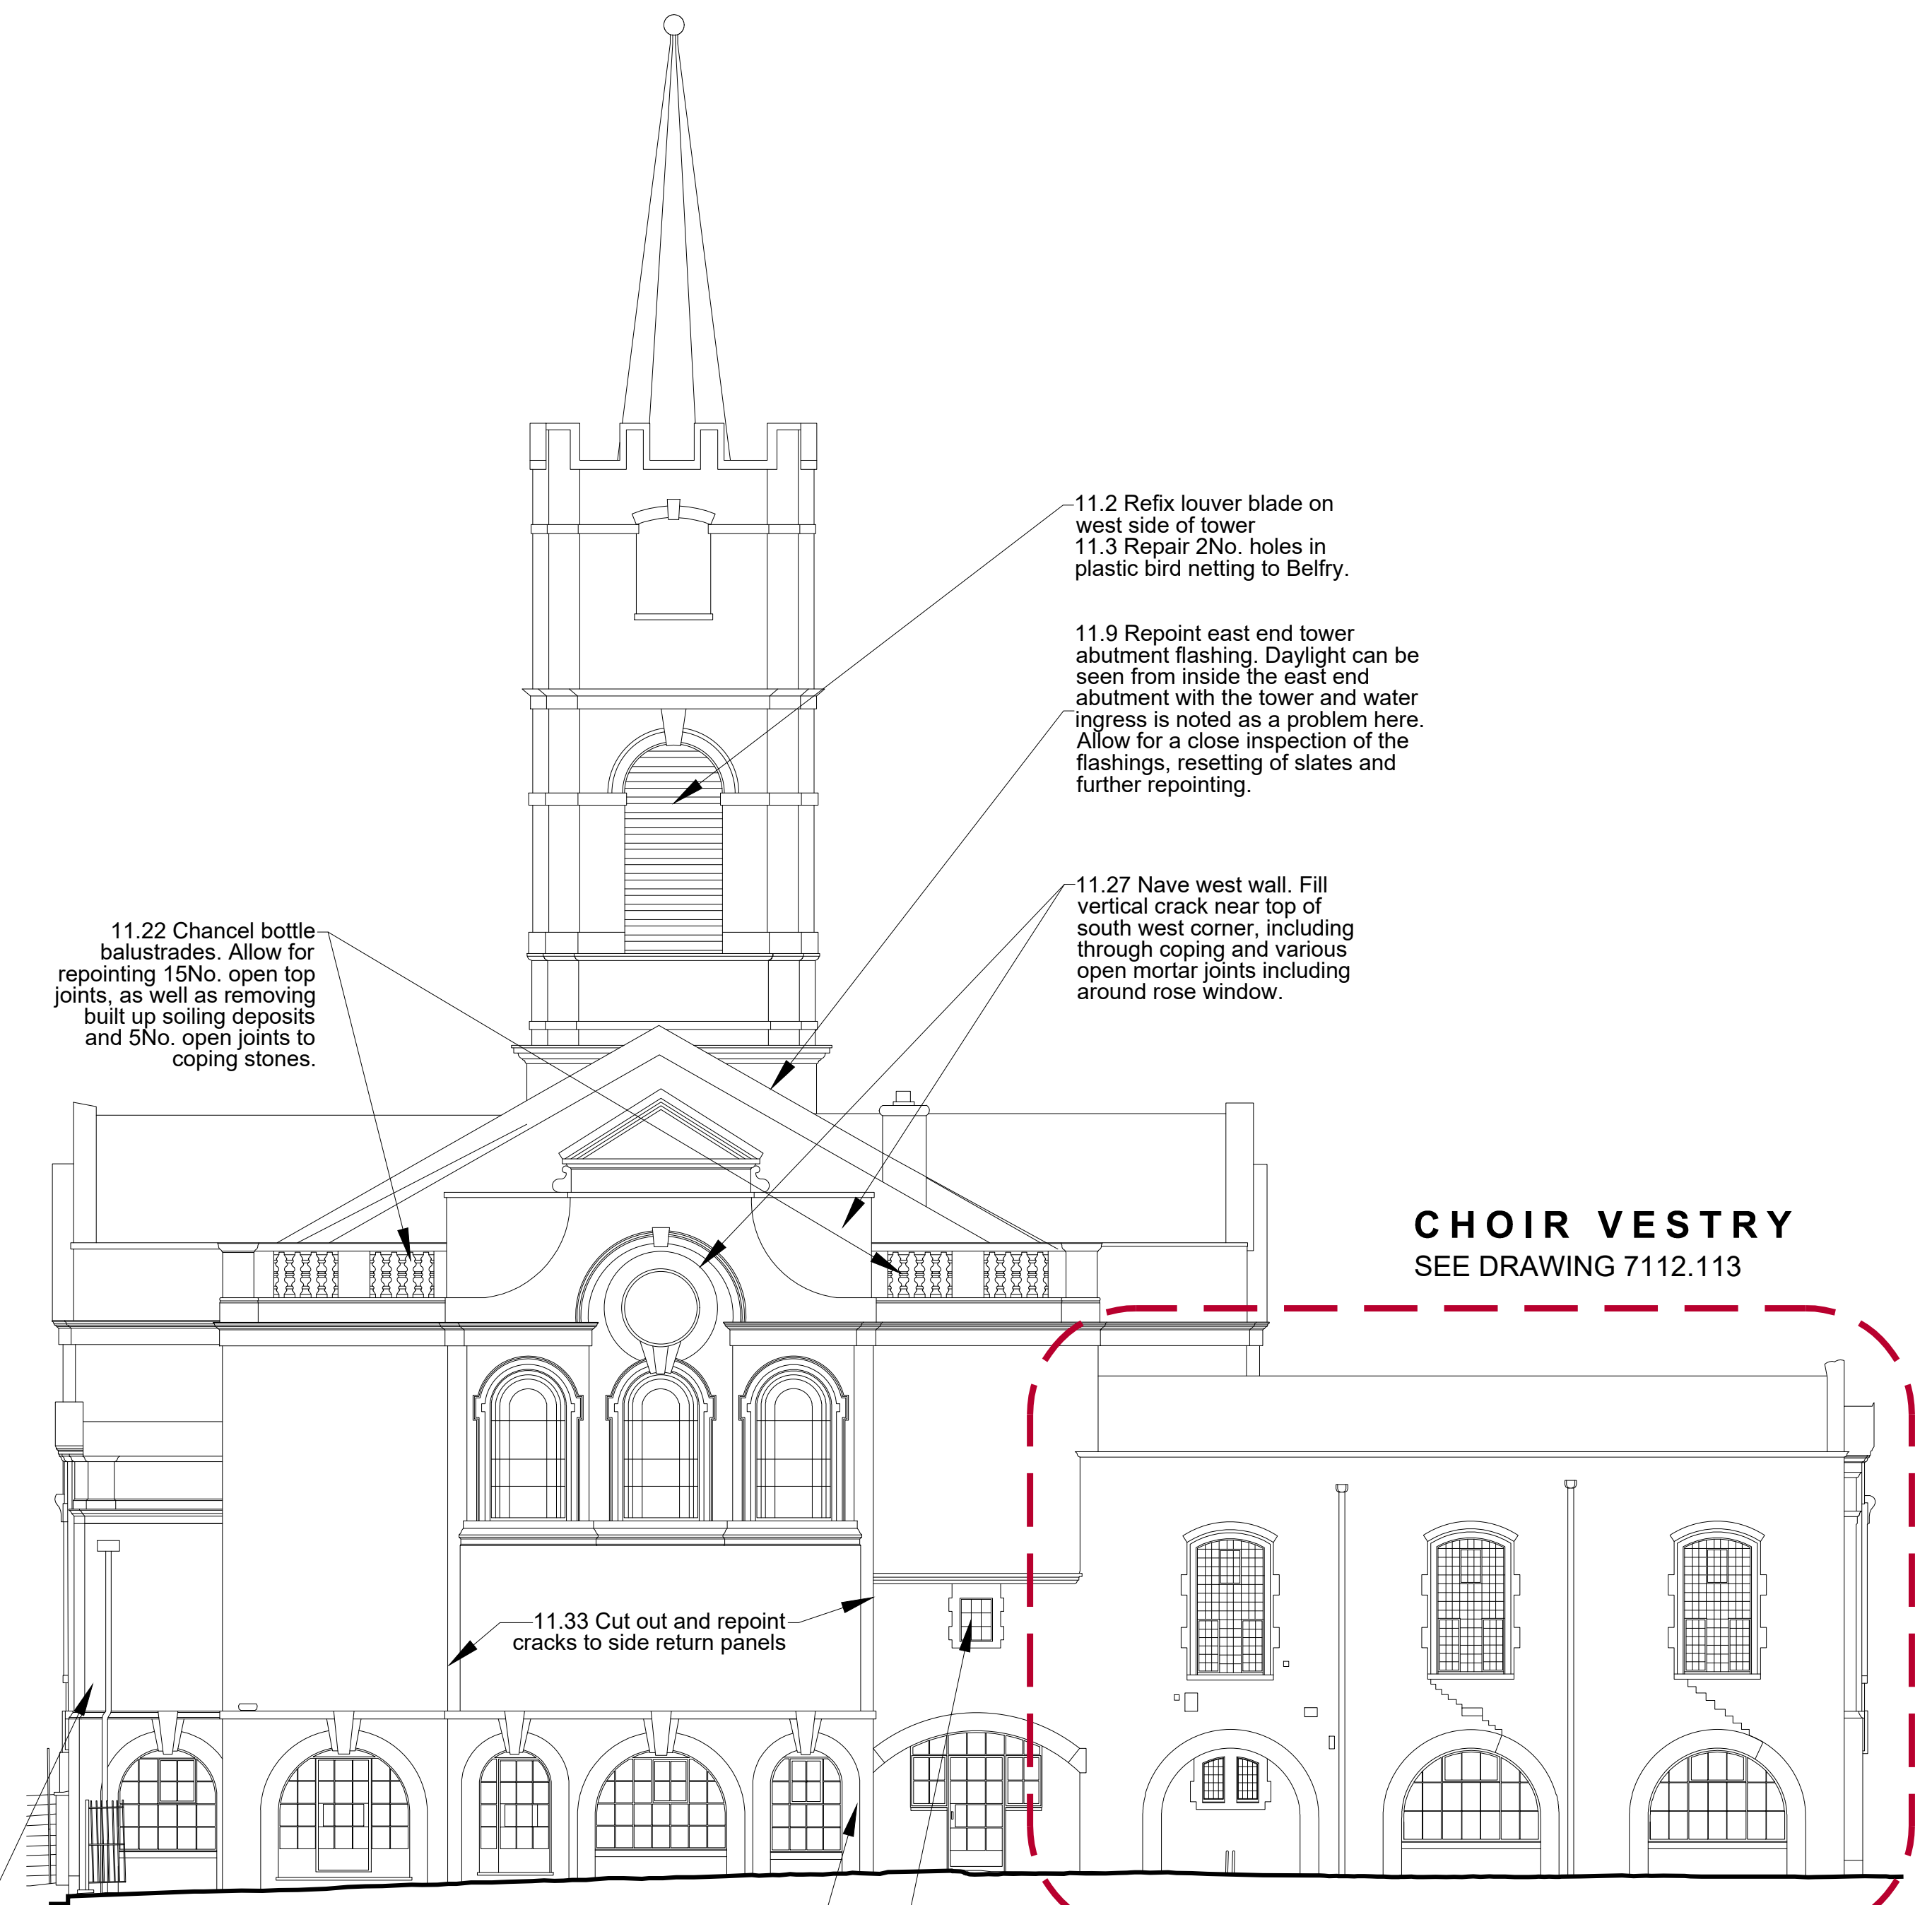 11.2 Refix louver blade on
west side of tower
11.3 Repair 2No. holes in
plastic bird netting to Belfry.
11.9 Repoint east end tower
abutment flashing. Daylight can be
seen from inside the east end
abutment with the tower and water
ingress is noted as a problem here.
Allow for a close inspection of the
flashings, resetting of slates and
further repointing.
11.27 Nave west wall. Fill
vertical crack near top of
south west corner, including
through coping and various
open mortar joints including
around rose window.
11.22 Chancel bottle
balustrades. Allow for
repointing 15No. open top
joints, as well as removing
built up soiling deposits
and 5No. open joints to
coping stones.
CHOIR VESTRY
SEE DRAWING 7112.113
11.33 Cut out and repoint
cracks to side return panels